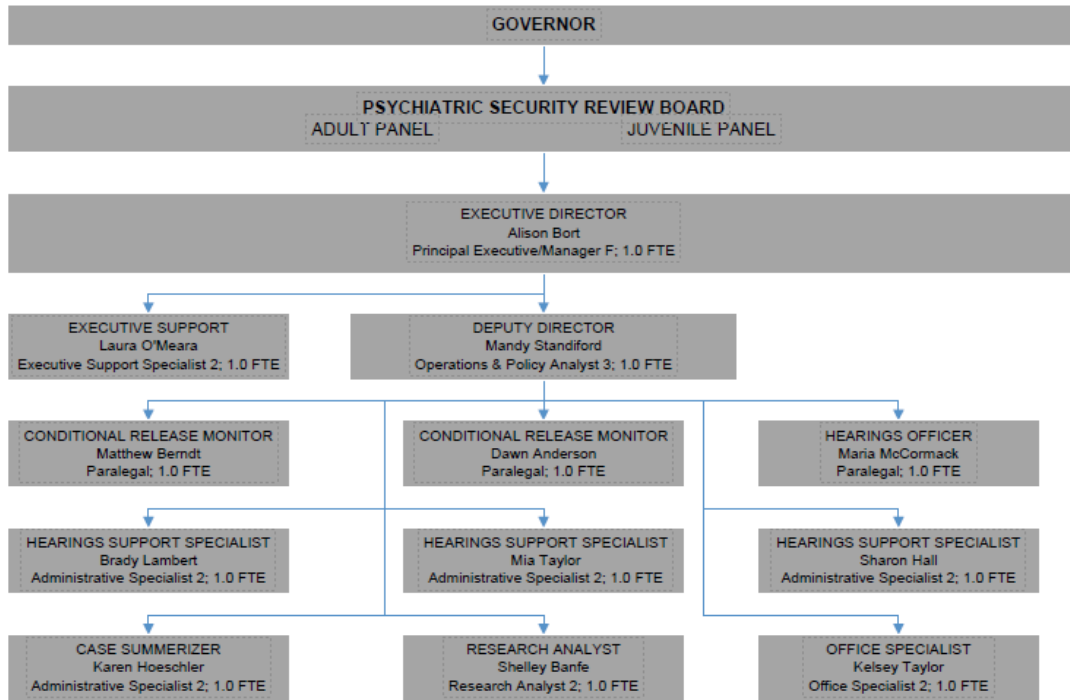 GOVERNOR
PSYCHIATRIC SECURITY REVIEW BOARD
ADULT PANEL JUVENILE PANEL
EXECUTIVE DIRECTOR
Alison Bort
Principal Executive/Manager F; 1.0 FTE
EXECUTIVE SUPPORT
Laura O'Meara
Executive Support Specialist 2; 1.0 FTE
DEPUTY DIRECTOR
Mandy Standiford
Operations & Policy Analyst 3; 1.0 FTE
CONDITIONAL RELEASE MONITOR
Matthew Berndt
Paralegal; 1.0 FTE
CONDITIONAL RELEASE MONITOR
Dawn Anderson
Paralegal; 1.0 FTE
HEARINGS OFFICER
Maria McCormack
Paralegal; 1.0 FTE
HEARINGS SUPPORT SPECIALIST
Brady Lambert
Administrative Specialist 2; 1.0 FTE
HEARINGS SUPPORT SPECIALIST
Mia Taylor
Administrative Specialist 2; 1.0 FTE
HEARINGS SUPPORT SPECIALIST
Sharon Hall
Administrative Specialist 2; 1.0 FTE
CASE SUMMERIZER
Karen Hoeschler
Administrative Specialist 2; 1.0 FTE
RESEARCH ANALYST
Shelley Banfe
Research Analyst 2; 1.0 FTE
OFFICE SPECIALIST
Kelsey Taylor
Office Specialist 2; 1.0 FTE